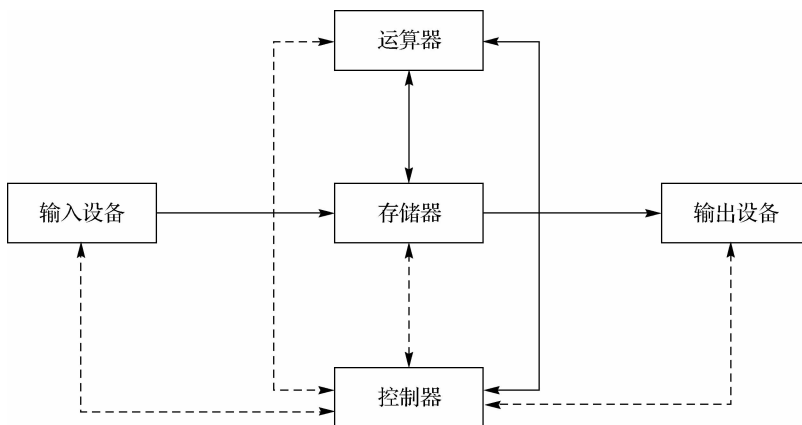 运算器
输入设备
存储器
输出设备
控制器